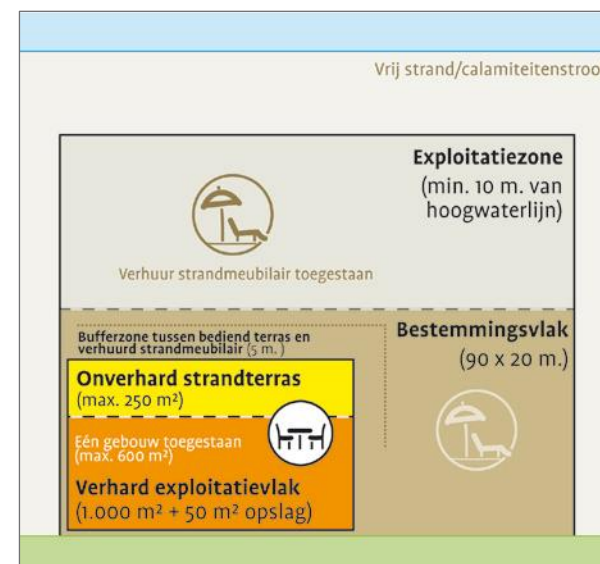 Vrij strand/calamiteitenstroo
Exploitatiezone
(min. 10 m. van
hoogwaterlijn)
Verhuur strandmeubilair toegestaan
Bufferzone tussen bediend terras en
verhuurd strandmeubilair (5 m.)
Bestemmingsvlak
(90 x 20 m.)
Onverhard strandterras
(max. 250 m²)
Eén gebouw toegestaan
(max. 600 m²)
Verhard exploitatievlak
(1.000 m² + 50 m² opslag)